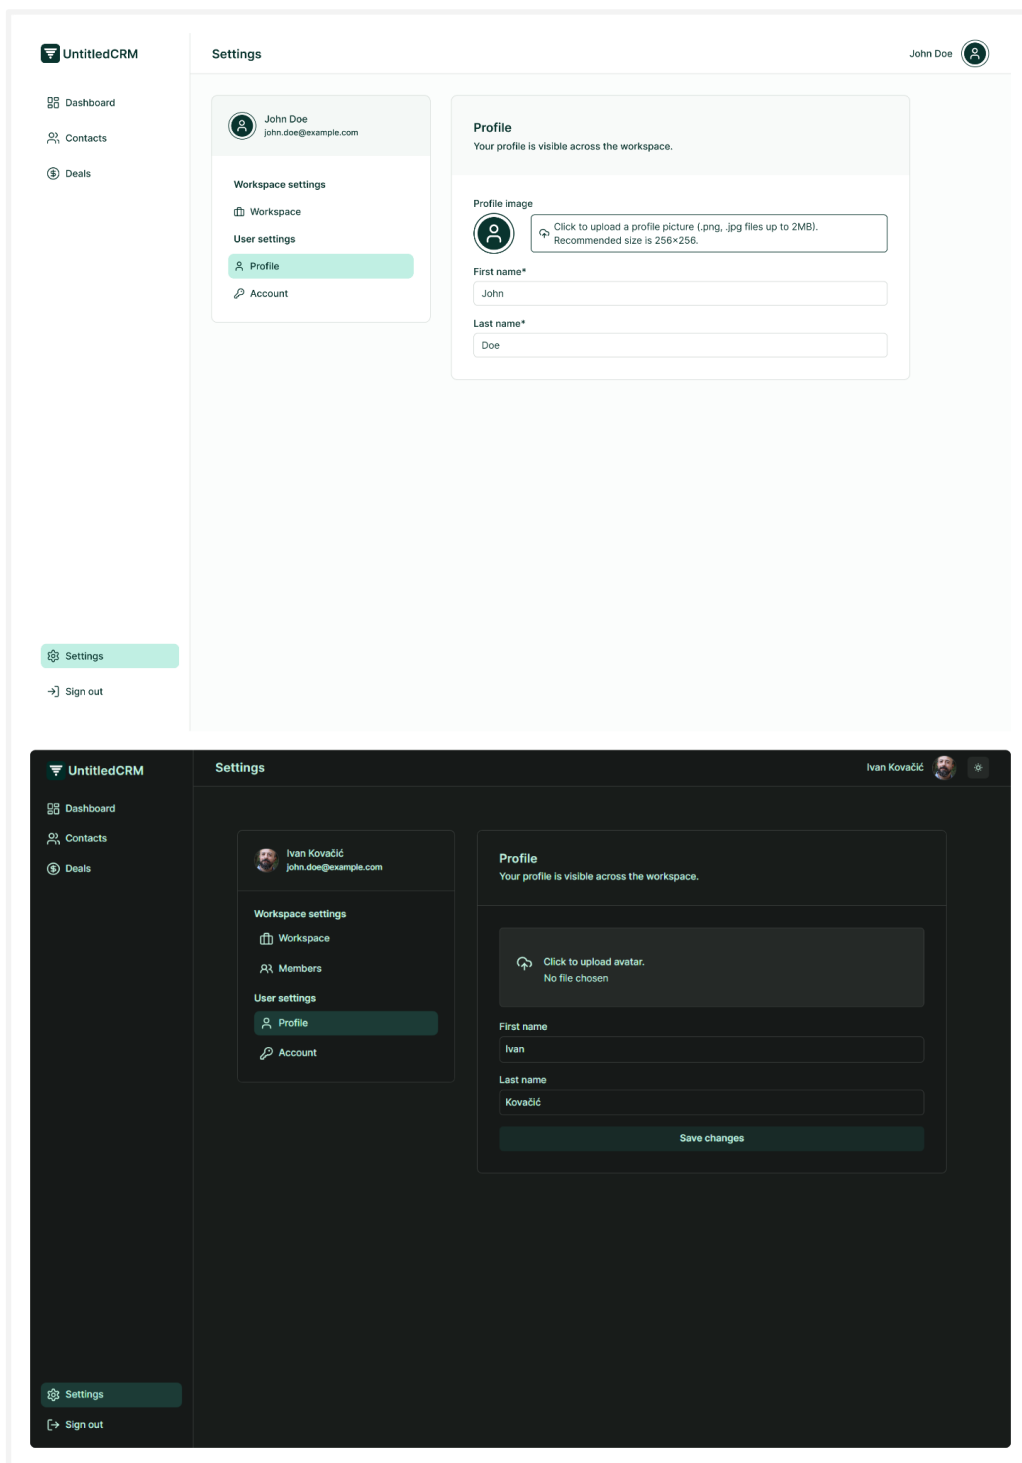 UntitledCRM
Settings
John Doe
Dashboard
Contacts
Deals
John Doe
john.doe@example.com
Workspace settings
Workspace
User settings
Profile
Account
Profile
Your profile is visible across the workspace.
Profile image
Click to upload a profile picture (.png, .jpg files up to 2MB).
Recommended size is 256×256.
First name*
John
Last name*
Doe
Settings
Sign out
UntitledCRM
Settings
Ivan Kovačić
Dashboard
Contacts
Deals
Ivan Kovačić
john.doe@example.com
Workspace settings
Workspace
Members
User settings
Profile
Account
Profile
Your profile is visible across the workspace.
Click to upload avatar.
No file chosen
First name
Ivan
Last name
Kovačić
Save changes
Settings
Sign out